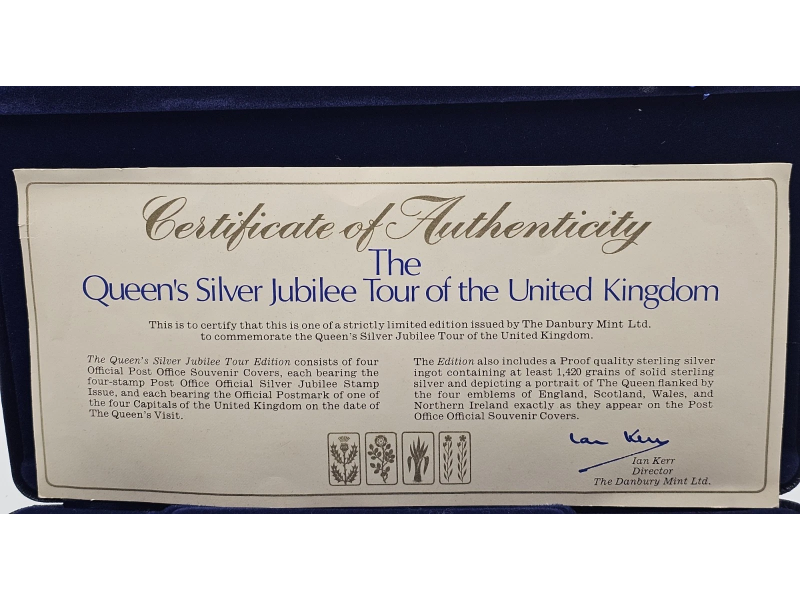 Certificate of Authenticity
The
Queen's Silver Jubilee Tour of the United Kingdom
This is to certify that this is one of a strictly limited edition issued by The Danbury Mint Ltd.
to commemorate the Queen's Silver Jubilee Tour of the United Kingdom.
The Queen's Silver Jubilee Tour Edition consists of four
Official Post Office Souvenir Covers, each bearing the
four-stamp Post Office Official Silver Jubilee Stamp
Issue, and each bearing the Official Postmark of one of
the four Capitals of the United Kingdom on the date of
The Queen's Visit.
The Edition also includes a Proof quality sterling silver
ingot containing at least 1,420 grains of solid sterling
silver and depicting a portrait of The Queen flanked by
the four emblems of England, Scotland, Wales, and
Northern Ireland exactly as they appear on the Post
Office Official Souvenir Covers.
Ian Kerr
Ian Kerr
Director
The Danbury Mint Ltd.